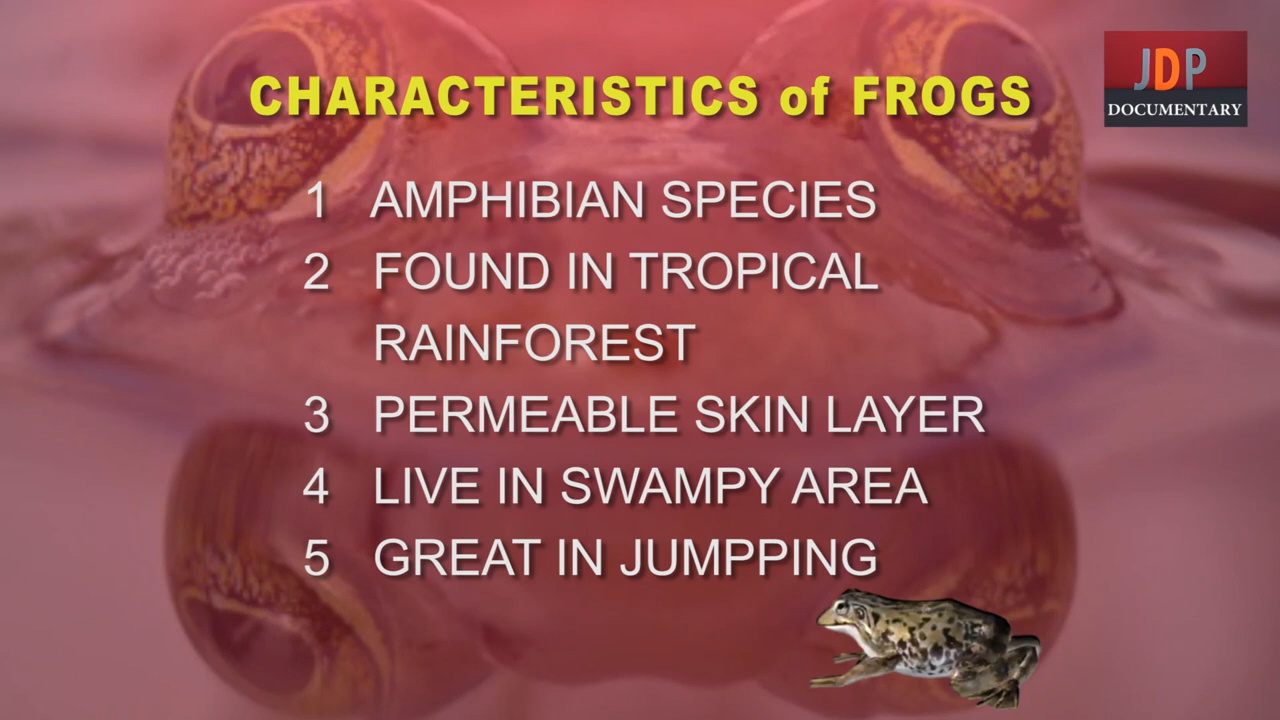 CHARACTERISTICS of FROGS
JDP
DOCUMENTARY
1 AMPHIBIAN SPECIES
2 FOUND IN TROPICAL
RAINFOREST
3 PERMEABLE SKIN LAYER
4 LIVE IN SWAMPY AREA
5 GREAT IN JUMPPING